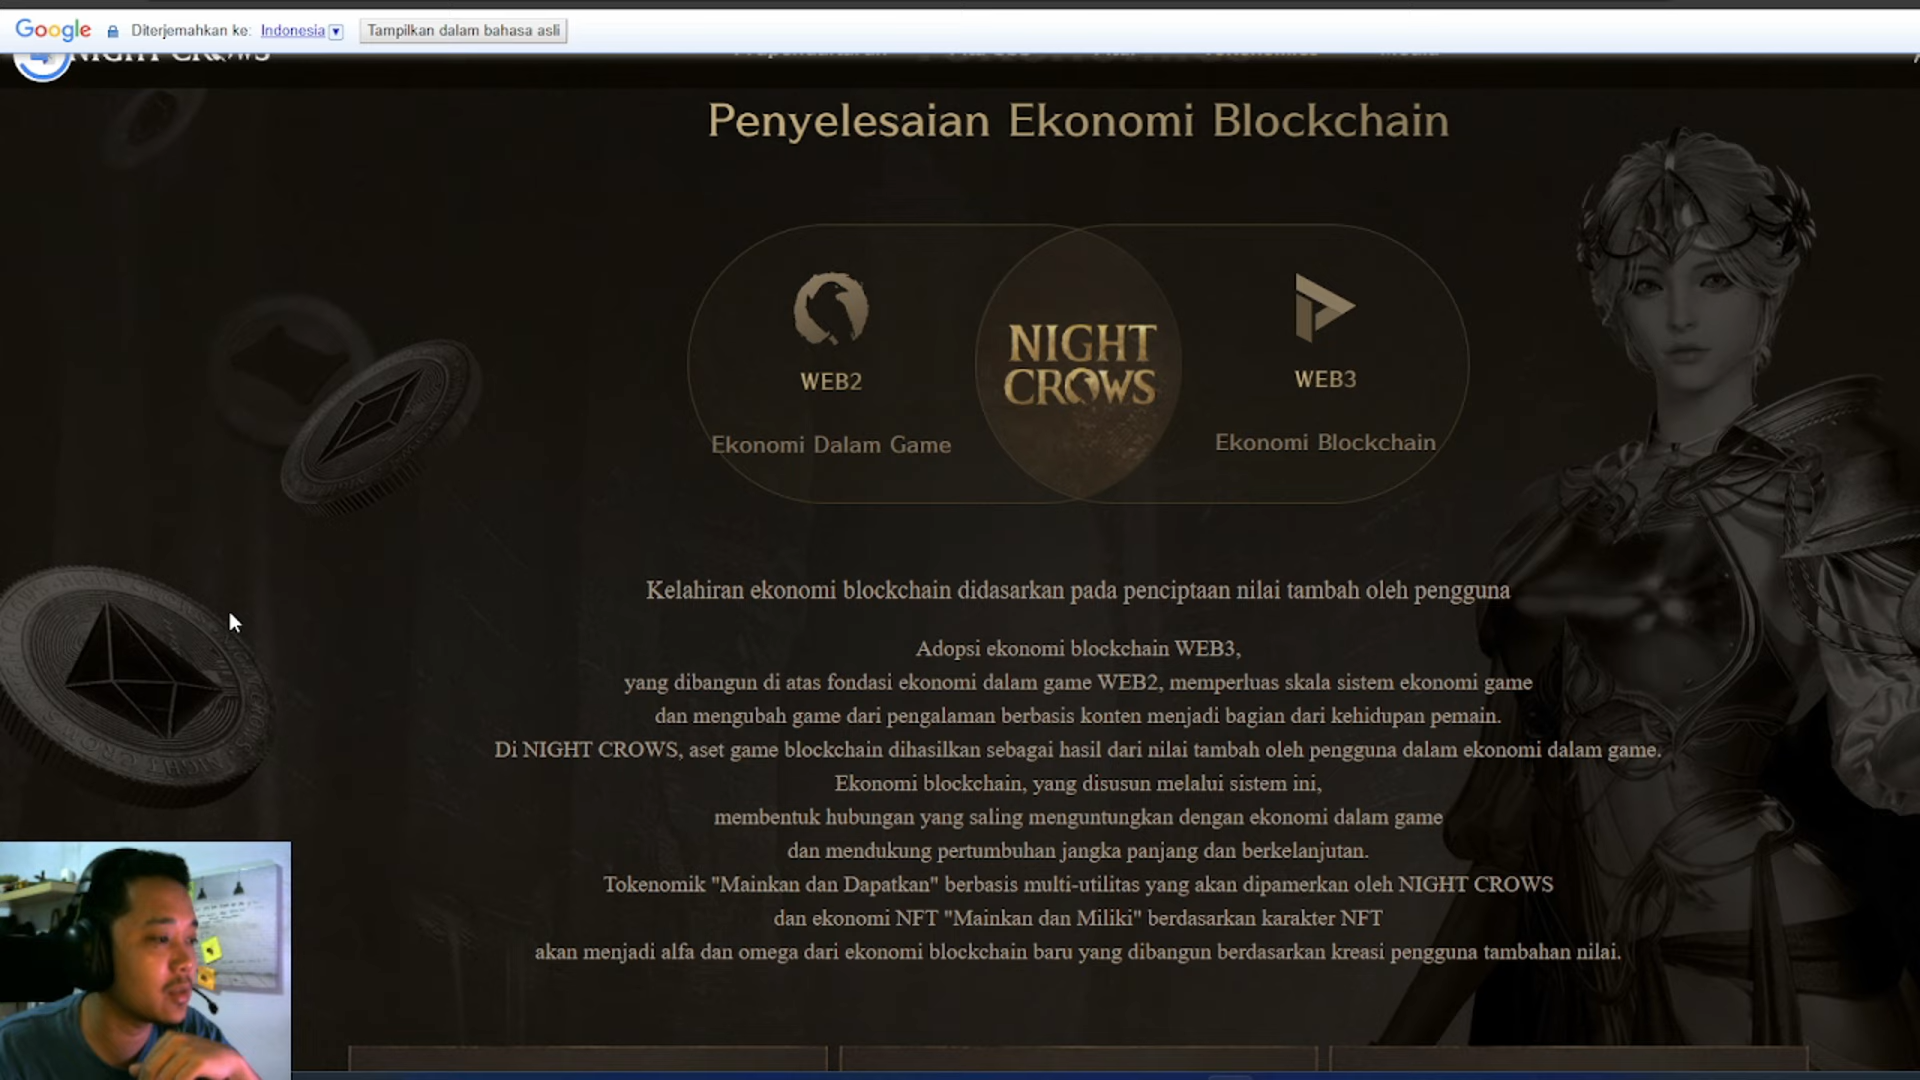 Google Diterjemahkan ke: Indonesia Tampilkan dalam bahasa asli
NIGHT CROWS
Penyelesaian Ekonomi Blockchain
WEB2
Ekonomi Dalam Game
NIGHT
CROWS
WEB3
Ekonomi Blockchain
Kelahiran ekonomi blockchain didasarkan pada penciptaan nilai tambah oleh pengguna
Adopsi ekonomi blockchain WEB3,
yang dibangun di atas fondasi ekonomi dalam game WEB2, memperluas skala sistem ekonomi game
dan mengubah game dari pengalaman berbasis konten menjadi bagian dari kehidupan pemain.
Di NIGHT CROWS, aset game blockchain dihasilkan sebagai hasil dari nilai tambah oleh pengguna dalam ekonomi dalam game.
Ekonomi blockchain, yang disusun melalui sistem ini,
membentuk hubungan yang saling menguntungkan dengan ekonomi dalam game
dan mendukung pertumbuhan jangka panjang dan berkelanjutan.
Tokenomik "Mainkan dan Dapatkan" berbasis multi-utilitas yang akan dipamerkan oleh NIGHT CROWS
dan ekonomi NFT "Mainkan dan Miliki" berdasarkan karakter NFT
akan menjadi alfa dan omega dari ekonomi blockchain baru yang dibangun berdasarkan kreasi pengguna tambahan nilai.